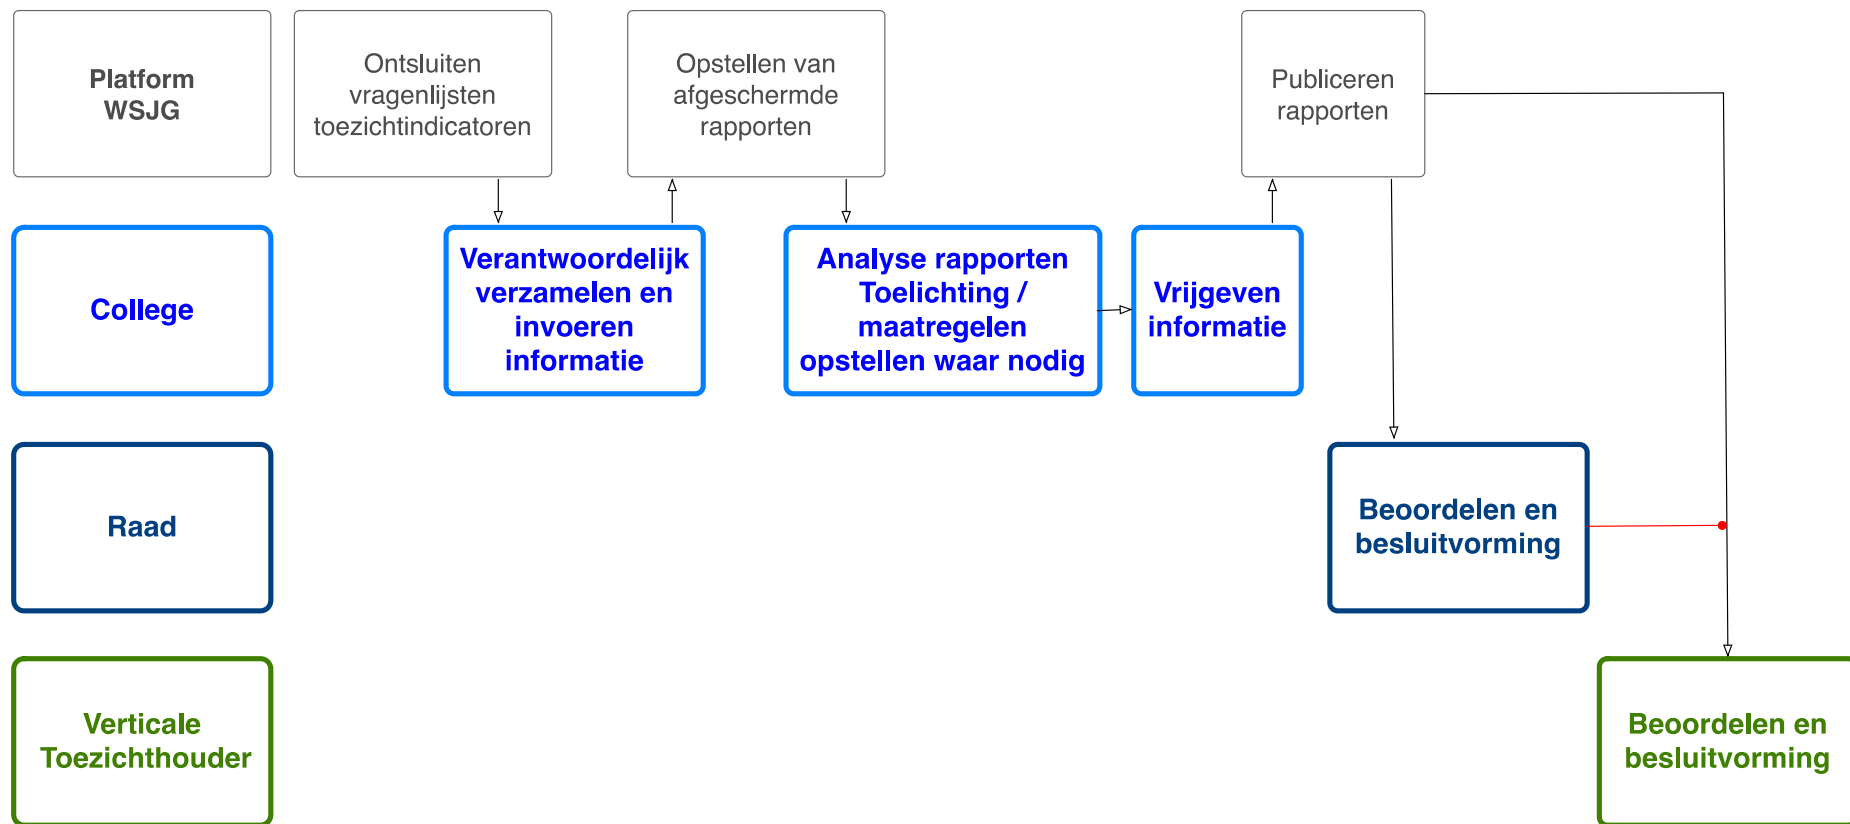 Platform
WSJG
Ontsluiten
vragenlijsten
toezichtindicatoren
Opstellen van
afgeschermde
rapporten
Publiceren
rapporten
College
Verantwoordelijk
verzamelen en
invoeren
informatie
Analyse rapporten
Toelichting /
maatregelen
opstellen waar nodig
Vrijgeven
informatie
Raad
Beoordelen en
besluitvorming
Verticale
Toezichthouder
Beoordelen en
besluitvorming